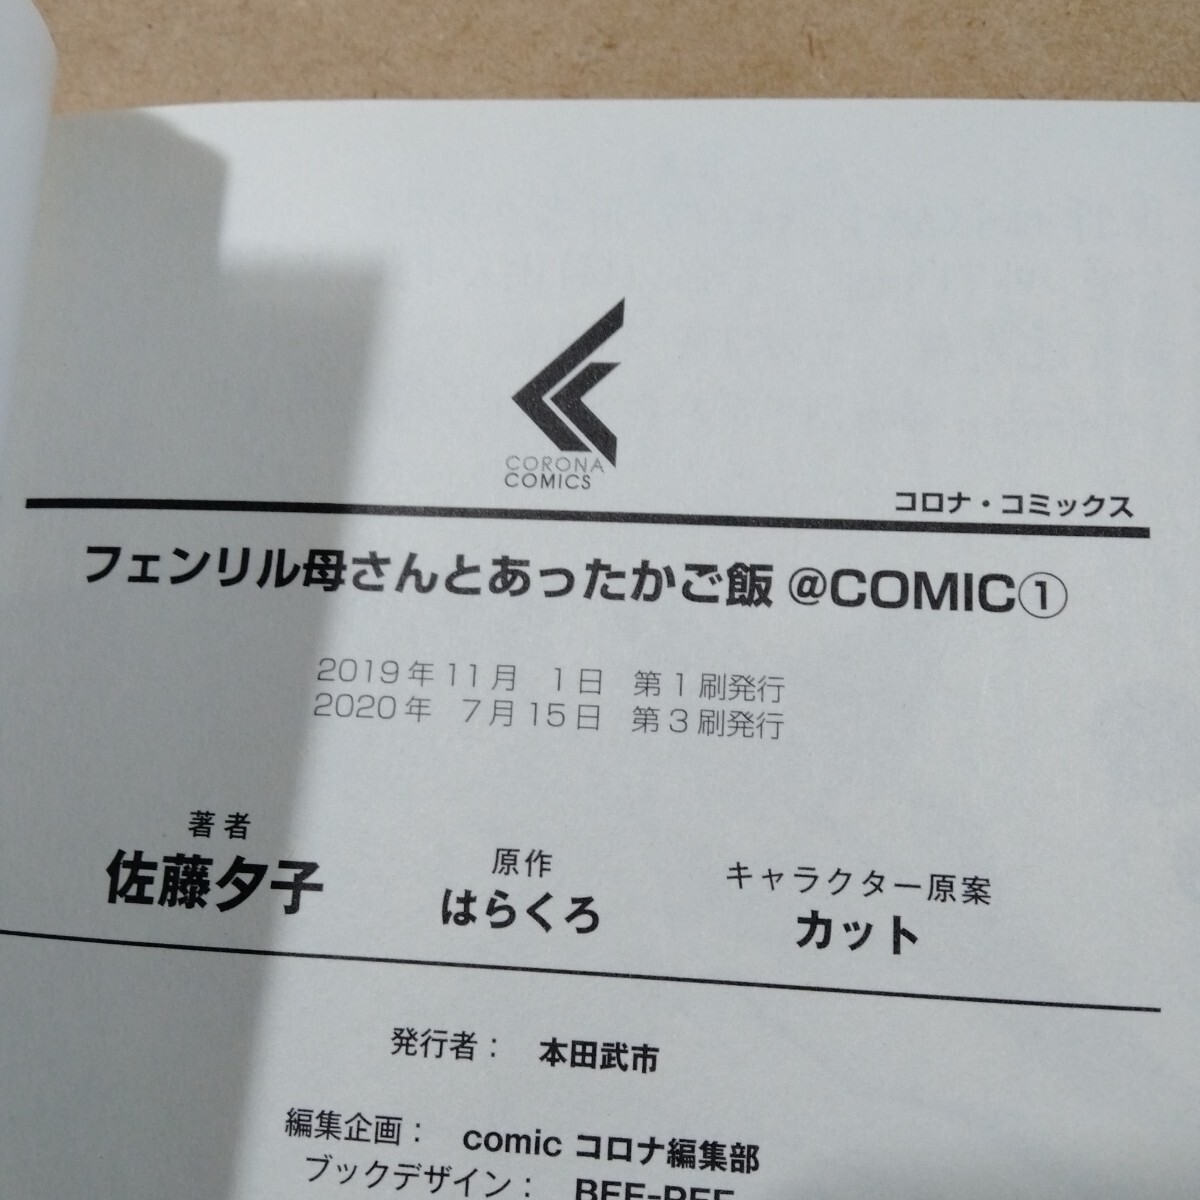 CORONA
COMICS
コロナ・コミックス
フェンリル母さんとあったかご飯 @COMIC①
2019年11月 1日 第1刷発行
2020年 7月15日 第3刷発行
著者
佐藤夕子
原作
はらくろ
キャラクター原案
カット
発行者： 本田武市
編集企画： comic コロナ編集部
ブックデザイン：